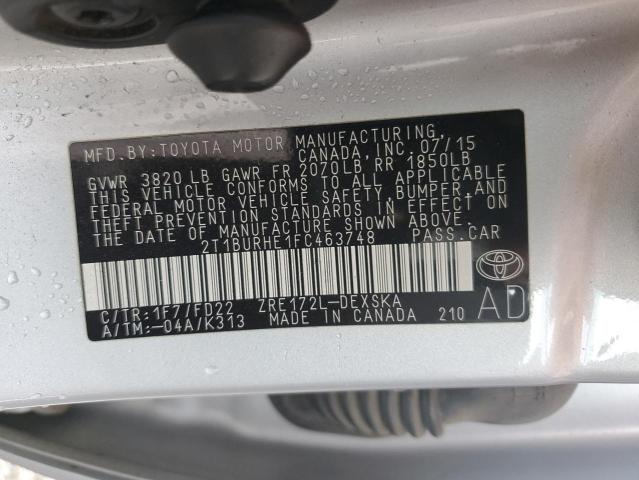 MFD. BY: TOYOTA MOTOR MANUFACTURING,
CANADA, INC. 07/15
GVWR 3820 LB GAWR FR 2070LB RR 1850LB
THIS VEHICLE CONFORMS TO ALL APPLICABLE
FEDERAL MOTOR VEHICLE SAFETY, BUMPER AND
THEFT PREVENTION STANDARDS IN EFFECT ON
THE DATE OF MANUFACTURE SHOWN ABOVE.
2T1BURHE1FC463748 PASS.CAR
C/TR: 1F7/FD22 ZRE172L-DEXSKA
A/TM: -04A/K313 MADE IN CANADA 210
AD